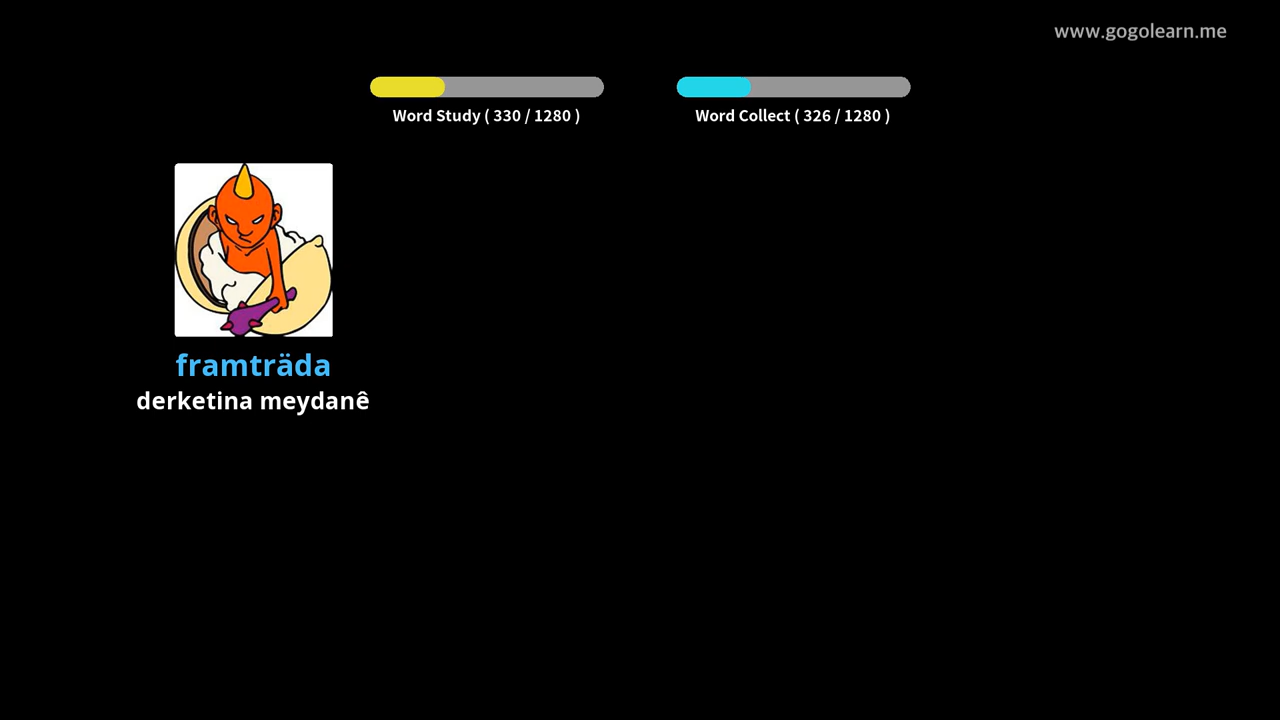 www.gogolearn.me
Word Study ( 330 / 1280 )
Word Collect ( 326 / 1280 )
framträda
derketina meydanê